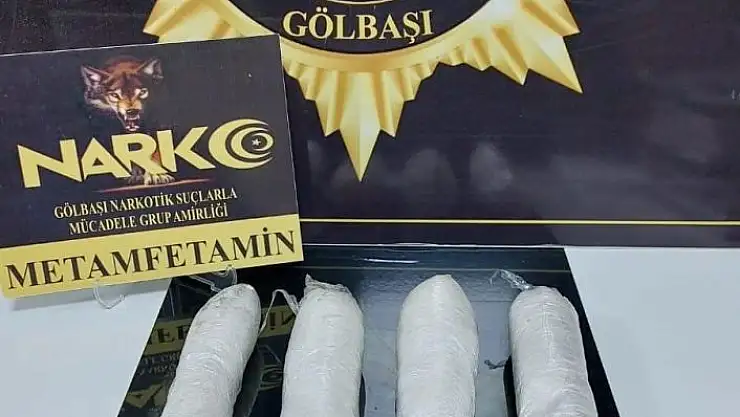 GÖLBAŞI
NARKO
GÖLBAŞI NARKOTİK SUÇLARLA
MÜCADELE GRUP AMİRLİĞİ
METAMFETAMİN